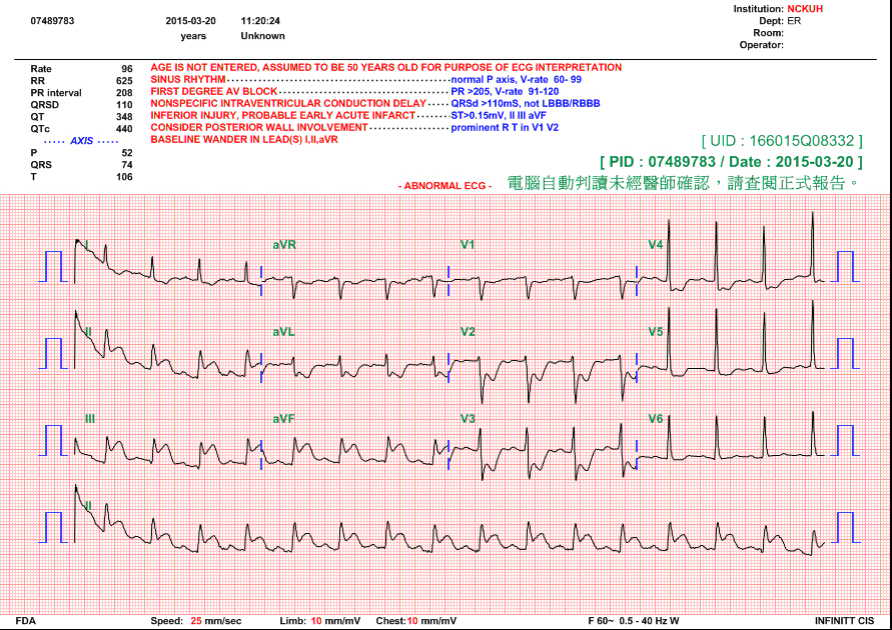 Institution: NCKUH
07489783 2015-03-20 11:20:24 Dept: ER
years Unknown Room:
Operator:
Rate 96 AGE IS NOT ENTERED, ASSUMED TO BE 50 YEARS OLD FOR PURPOSE OF ECG INTERPRETATION
RR 625 SINUS RHYTHM - - - - - - - - - - normal P axis, V-rate 60- 99
PR interval 208 FIRST DEGREE AV BLOCK - - - - - - - - - - PR >205, V-rate 91-120
QRSD 110 NONSPECIFIC INTRAVENTRICULAR CONDUCTION DELAY - - - - - QRSd >110mS, not LBBB/RBBB
QT 348 INFERIOR INJURY, PROBABLE EARLY ACUTE INFARCT - - - - - - - ST>0.15mV, II III aVF
QTc 440 CONSIDER POSTERIOR WALL INVOLVEMENT - - - - - - - - - - prominent R T in V1 V2
- - - - - AXIS - - - - - BASELINE WANDER IN LEAD(S) I,II,aVR
[ UID : 166015Q08332 ]
P 52
[ PID : 07489783 / Date : 2015-03-20 ]
QRS 74
T 106
- ABNORMAL ECG - 電腦自動判讀未經醫師確認，請查閱正式報告。
I aVR V1 V4
II aVL V2 V5
III aVF V3 V6
II
FDA Speed: 25 mm/sec Limb: 10 mm/mV Chest: 10 mm/mV F 60~ 0.5 - 40 Hz W INFINITT CIS